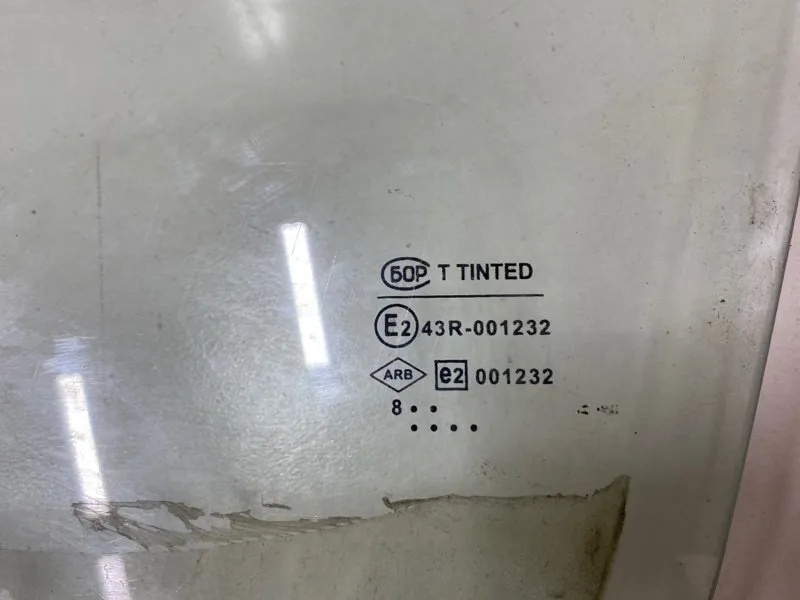 БОР T TINTED
E2 43R-001232
ARB e2 001232
8 • •
• • • •